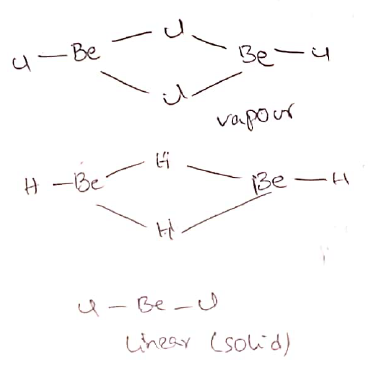 Cl
Cl — Be Be — Cl
Cl
vapour
H
H — Be Be — H
H
Cl — Be — Cl
linear (solid)